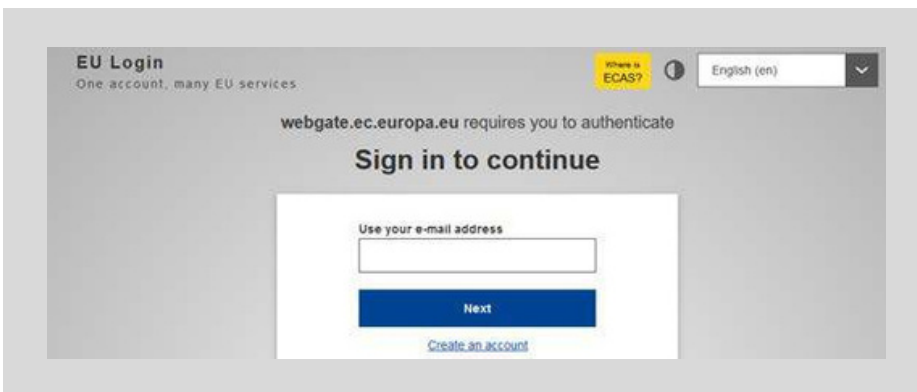 EU Login
One account, many EU services
Where is
ECAS?
English (en)
webgate.ec.europa.eu requires you to authenticate
Sign in to continue
Use your e-mail address
Next
Create an account